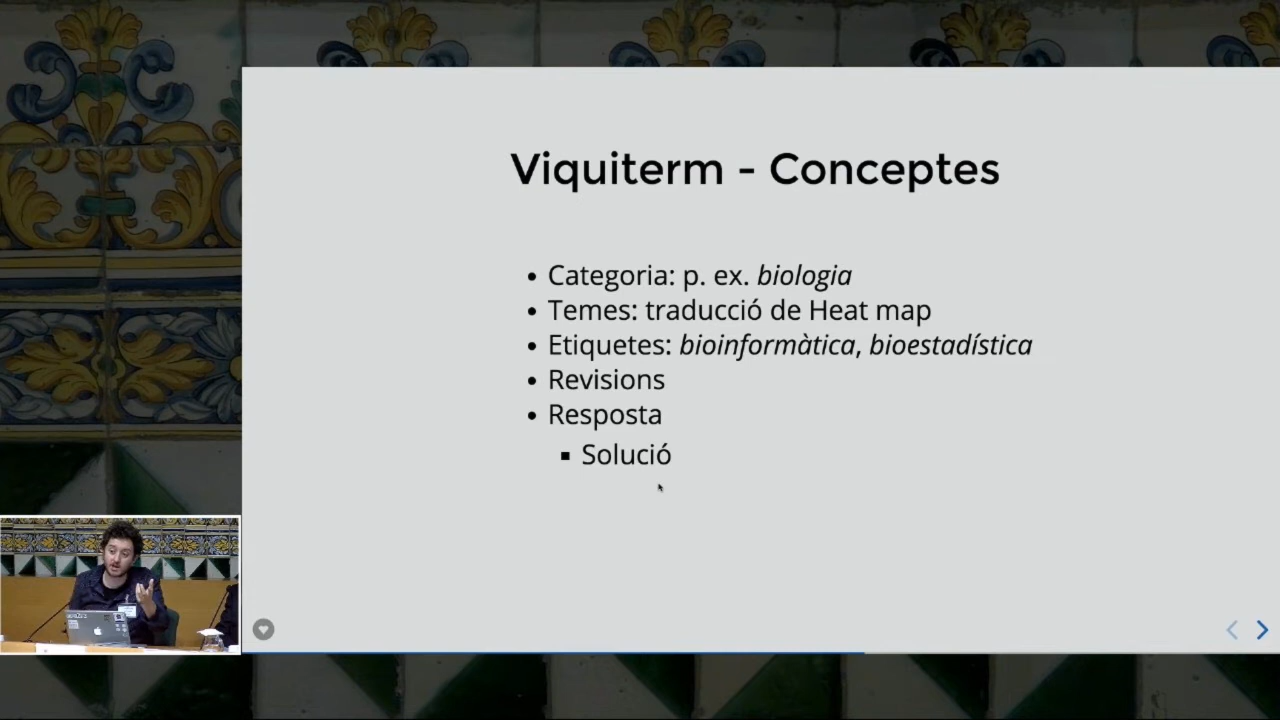 Viquiterm - Conceptes
Categoria: p. ex. biologia
Temes: traducció de Heat map
Etiquetes: bioinformàtica, bioestadística
Revisions
Resposta
Solució